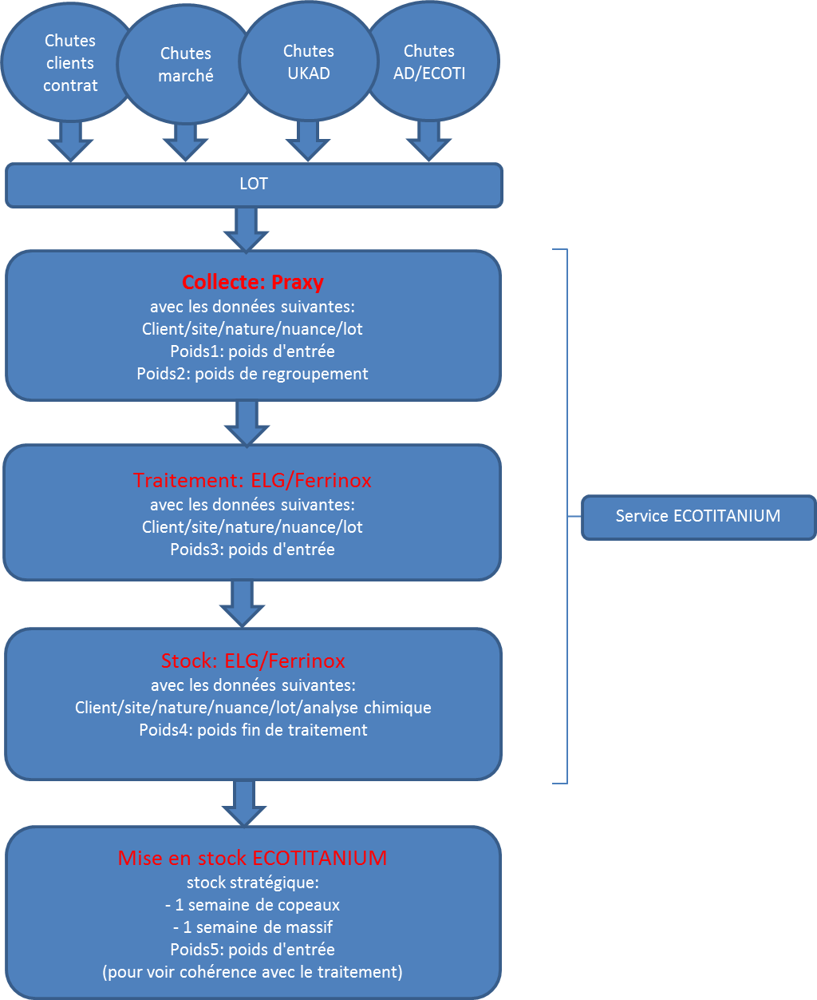 Chutes
clients
contrat
Chutes
marché
Chutes
UKAD
Chutes
AD/ECOTI
LOT
Collecte: Praxy
avec les données suivantes:
Client/site/nature/nuance/lot
Poids1: poids d'entrée
Poids2: poids de regroupement
Traitement: ELG/Ferrinox
avec les données suivantes:
Client/site/nature/nuance/lot
Poids3: poids d'entrée
Service ECOTITANIUM
Stock: ELG/Ferrinox
avec les données suivantes:
Client/site/nature/nuance/lot/analyse chimique
Poids4: poids fin de traitement
Mise en stock ECOTITANIUM
stock stratégique:
- 1 semaine de copeaux
- 1 semaine de massif
Poids5: poids d'entrée
(pour voir cohérence avec le traitement)